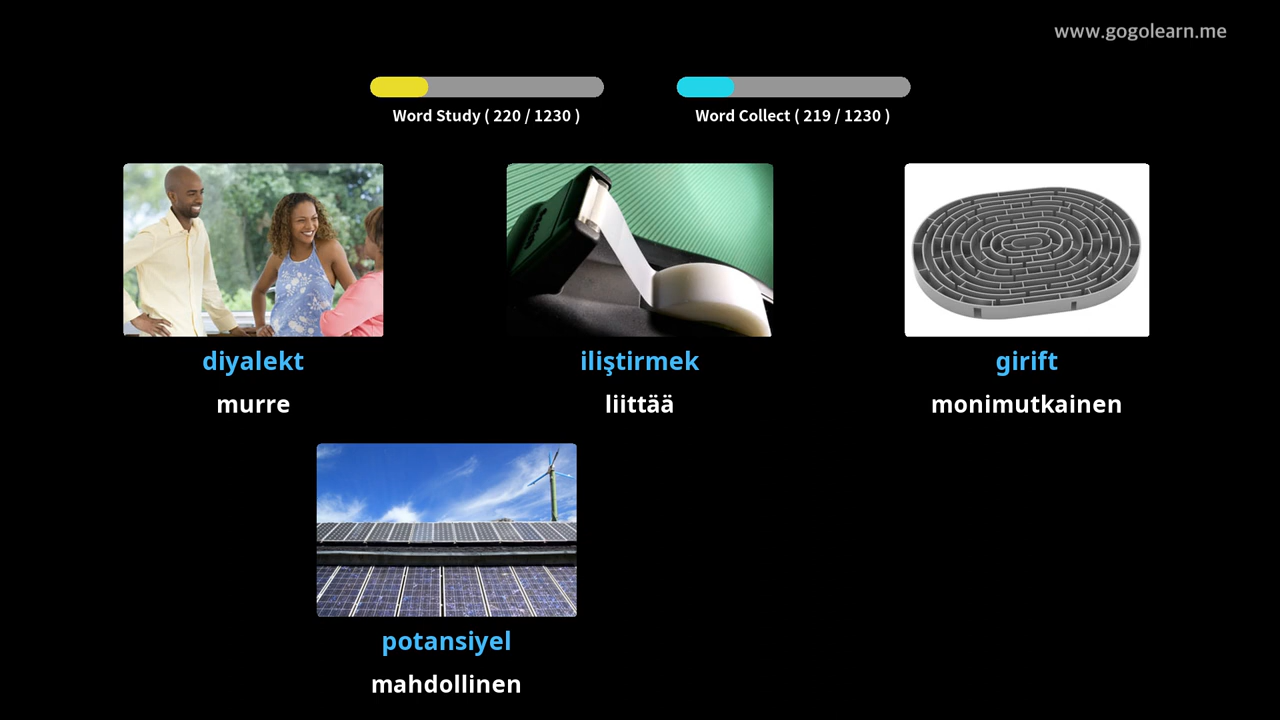 www.gogolearn.me
Word Study ( 220 / 1230 )
Word Collect ( 219 / 1230 )
diyalekt
murre
iliştirmek
liittää
girift
monimutkainen
potansiyel
mahdollinen